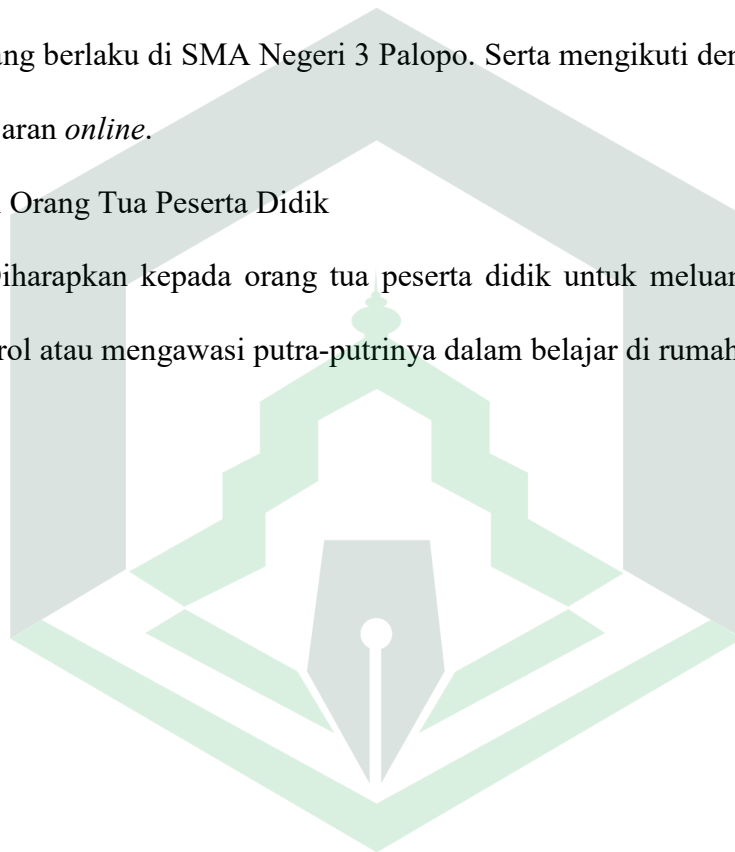 ang berlaku di SMA Negeri 3 Palopo. Serta mengikuti den
aran online.
Orang Tua Peserta Didik
Diharapkan kepada orang tua peserta didik untuk meluan
rol atau mengawasi putra-putrinya dalam belajar di rumah